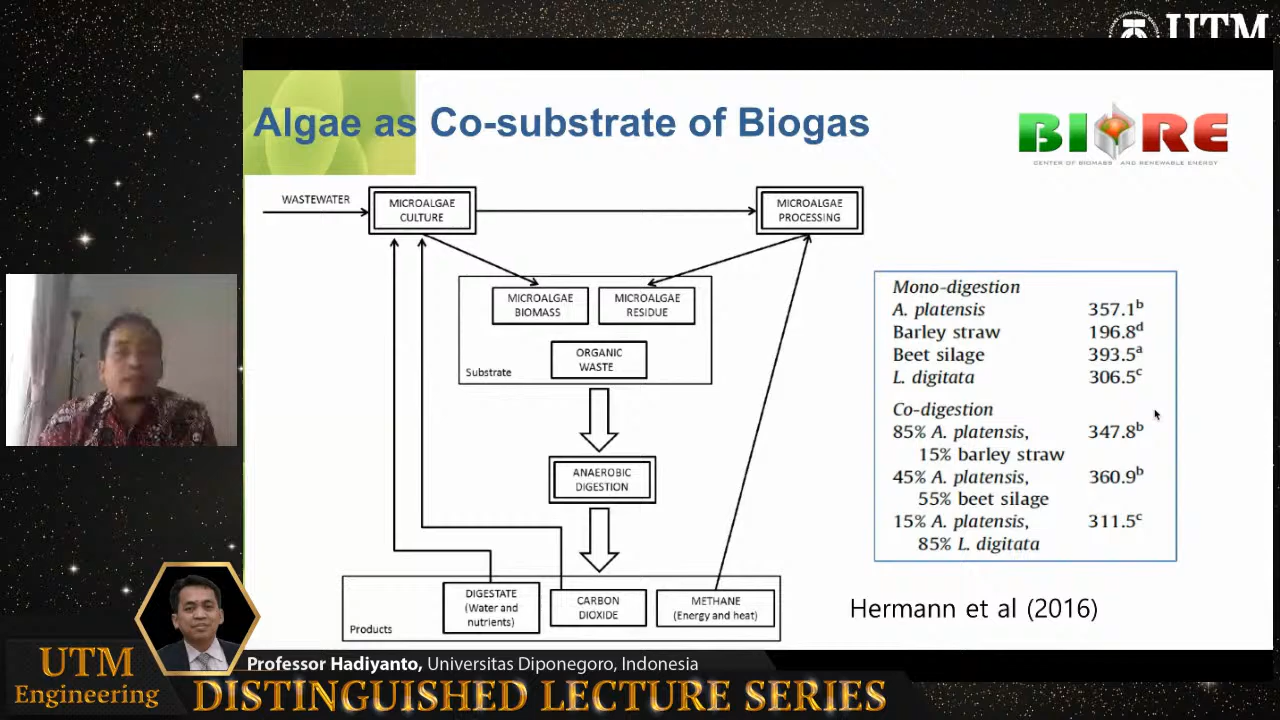 UTM
Algae as Co-substrate of Biogas
BIORE
CENTER OF BIOMASS AND RENEWABLE ENERGY
WASTEWATER
MICROALGAE
CULTURE
MICROALGAE
PROCESSING
MICROALGAE
BIOMASS
MICROALGAE
RESIDUE
ORGANIC
WASTE
Substrate
ANAEROBIC
DIGESTION
DIGESTATE
(Water and
nutrients)
CARBON
DIOXIDE
METHANE
(Energy and heat)
Products
Mono-digestion
A. platensis 357.1b
Barley straw 196.8d
Beet silage 393.5a
L. digitata 306.5c
Co-digestion
85% A. platensis, 347.8b
15% barley straw
45% A. platensis, 360.9b
55% beet silage
15% A. platensis, 311.5c
85% L. digitata
Hermann et al (2016)
Professor Hadiyanto, Universitas Diponegoro, Indonesia
UTM
Engineering
DISTINGUISHED LECTURE SERIES